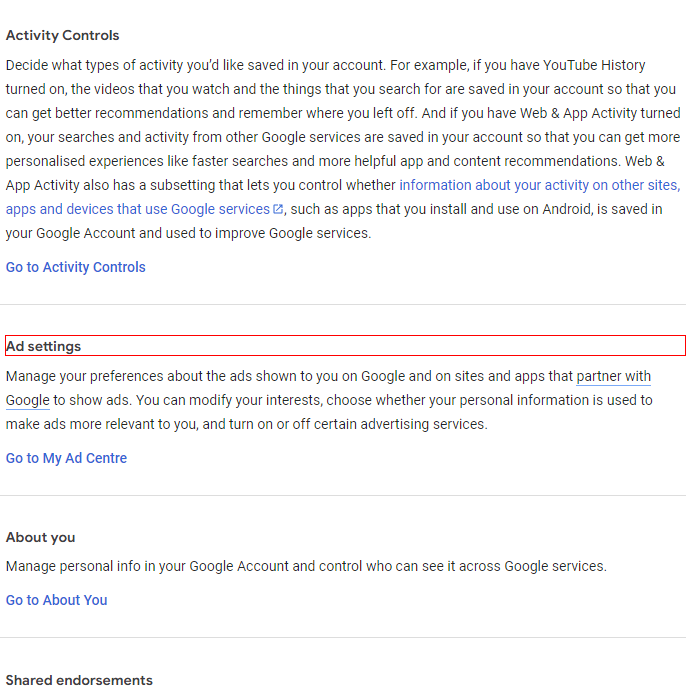 Activity Controls
Decide what types of activity you’d like saved in your account. For example, if you have YouTube History
turned on, the videos that you watch and the things that you search for are saved in your account so that you
can get better recommendations and remember where you left off. And if you have Web & App Activity turned
on, your searches and activity from other Google services are saved in your account so that you can get more
personalised experiences like faster searches and more helpful app and content recommendations. Web &
App Activity also has a subsetting that lets you control whether information about your activity on other sites,
apps and devices that use Google services, such as apps that you install and use on Android, is saved in
your Google Account and used to improve Google services.
Go to Activity Controls
Ad settings
Manage your preferences about the ads shown to you on Google and on sites and apps that partner with
Google to show ads. You can modify your interests, choose whether your personal information is used to
make ads more relevant to you, and turn on or off certain advertising services.
Go to My Ad Centre
About you
Manage personal info in your Google Account and control who can see it across Google services.
Go to About You
Shared endorsements